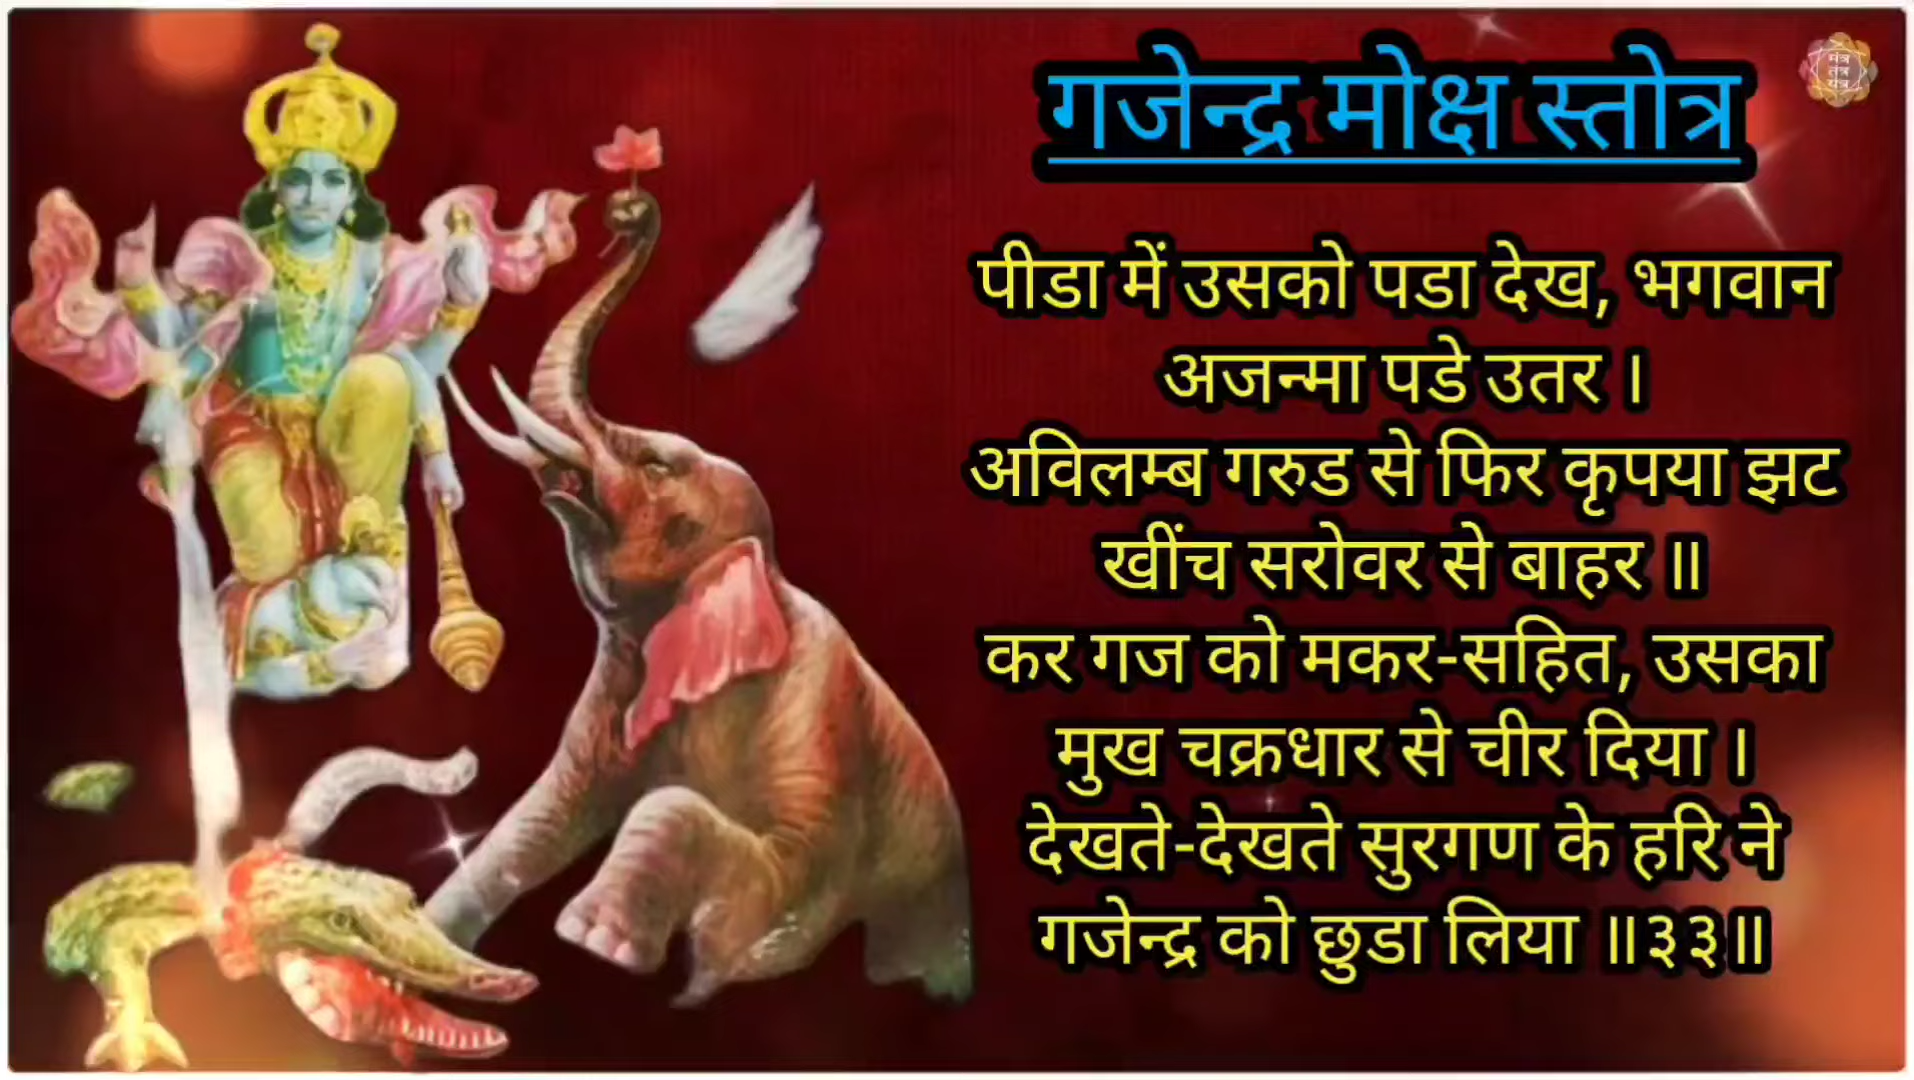 गजेन्द्र मोक्ष स्तोत्र
मंत्र
तंत्र
यंत्र
पीडा में उसको पडा देख, भगवान
अजन्मा पडे उतर ।
अविलम्ब गरुड से फिर कृपया झट
खींच सरोवर से बाहर ॥
कर गज को मकर-सहित, उसका
मुख चक्रधार से चीर दिया ।
देखते-देखते सुरगण के हरि ने
गजेन्द्र को छुडा लिया ॥३३॥